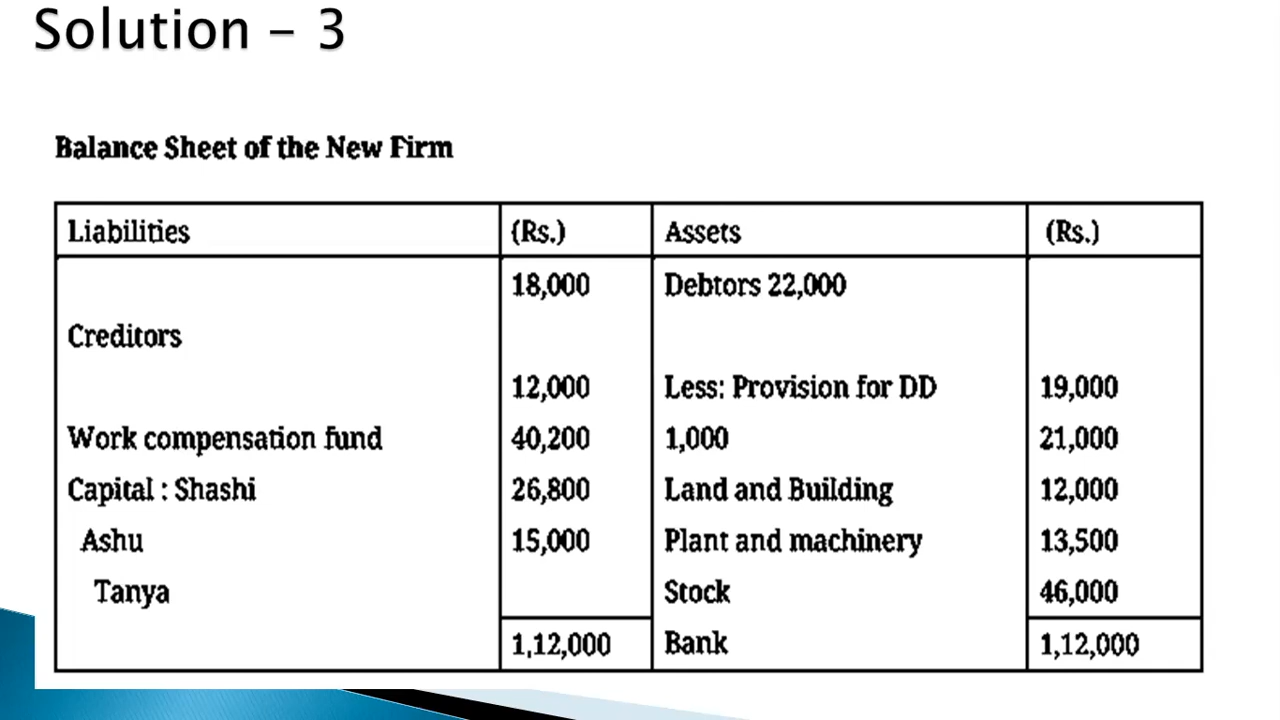 Solution – 3
Balance Sheet of the New Firm
Liabilities (Rs.) Assets (Rs.)
18,000 Debtors 22,000
Creditors
12,000 Less: Provision for DD 19,000
Work compensation fund 40,200 1,000 21,000
Capital : Shashi 26,800 Land and Building 12,000
Ashu 15,000 Plant and machinery 13,500
Tanya Stock 46,000
1,12,000 Bank 1,12,000